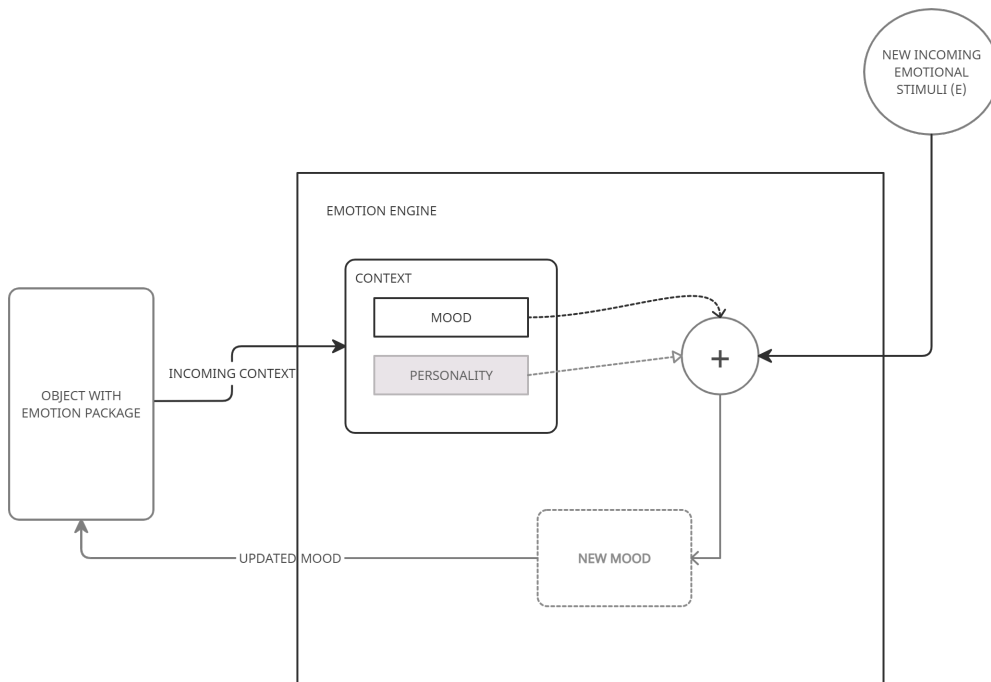 NEW INCOMING
EMOTIONAL
STIMULI (E)
EMOTION ENGINE
CONTEXT
MOOD
PERSONALITY
+
INCOMING CONTEXT
OBJECT WITH
EMOTION PACKAGE
UPDATED MOOD
NEW MOOD